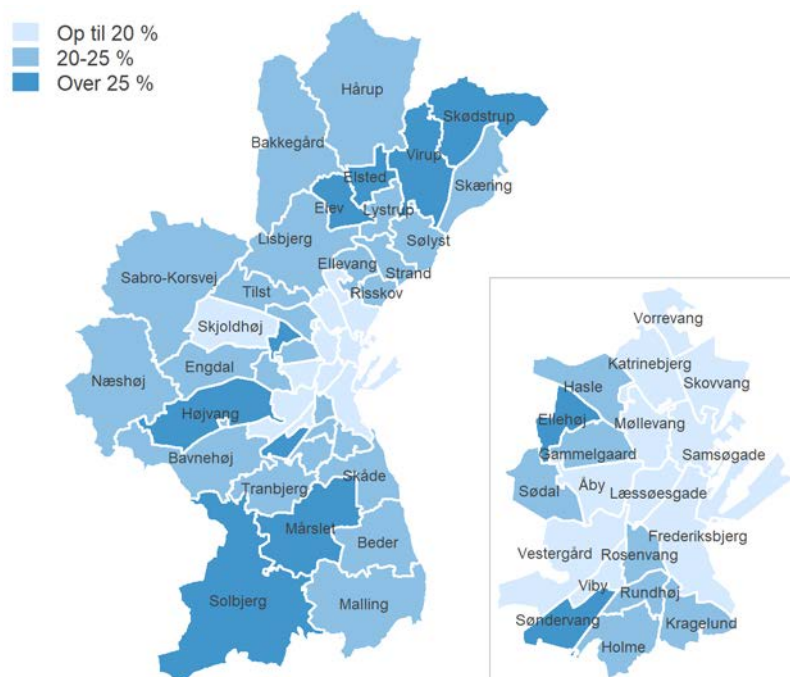 Op til 20 %
20-25 %
Over 25 %
Hårup
Skødstrup
Bakkegård
Virup
Elsted
Skæring
Elev
Lystrup
Lisbjerg
Sølyst
Ellevang
Strand
Sabro-Korsvej
Tilst
Risskov
Skjoldhøj
Engdal
Næshøj
Højvang
Bavnehøj
Skåde
Tranbjerg
Mårslet
Beder
Solbjerg
Malling
Vorrevang
Katrinebjerg
Skovvang
Hasle
Ellehøj
Møllevang
Gammelgaard
Samsøgade
Sødal
Åby
Læssøesgade
Frederiksbjerg
Vestergård
Rosenvang
Viby
Rundhøj
Søndervang
Kragelund
Holme